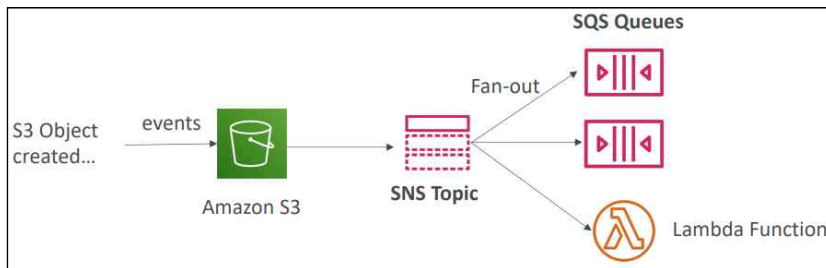 SQS Queues
Fan-out
events
S3 Object
created...
Amazon S3
SNS Topic
Lambda Function